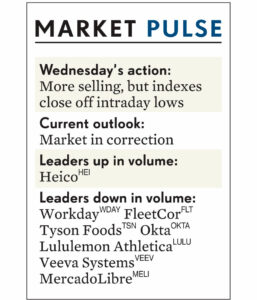 MARKET PULSE
Wednesday's action:
More selling, but indexes
close off intraday lows
Current outlook:
Market in correction
Leaders up in volume:
Heico HEI
Leaders down in volume:
Workday WDAY FleetCor FLT
Tyson Foods TSN Okta OKTA
Lululemon Athletica LULU
Veeva Systems VEEV
MercadoLibre MELI